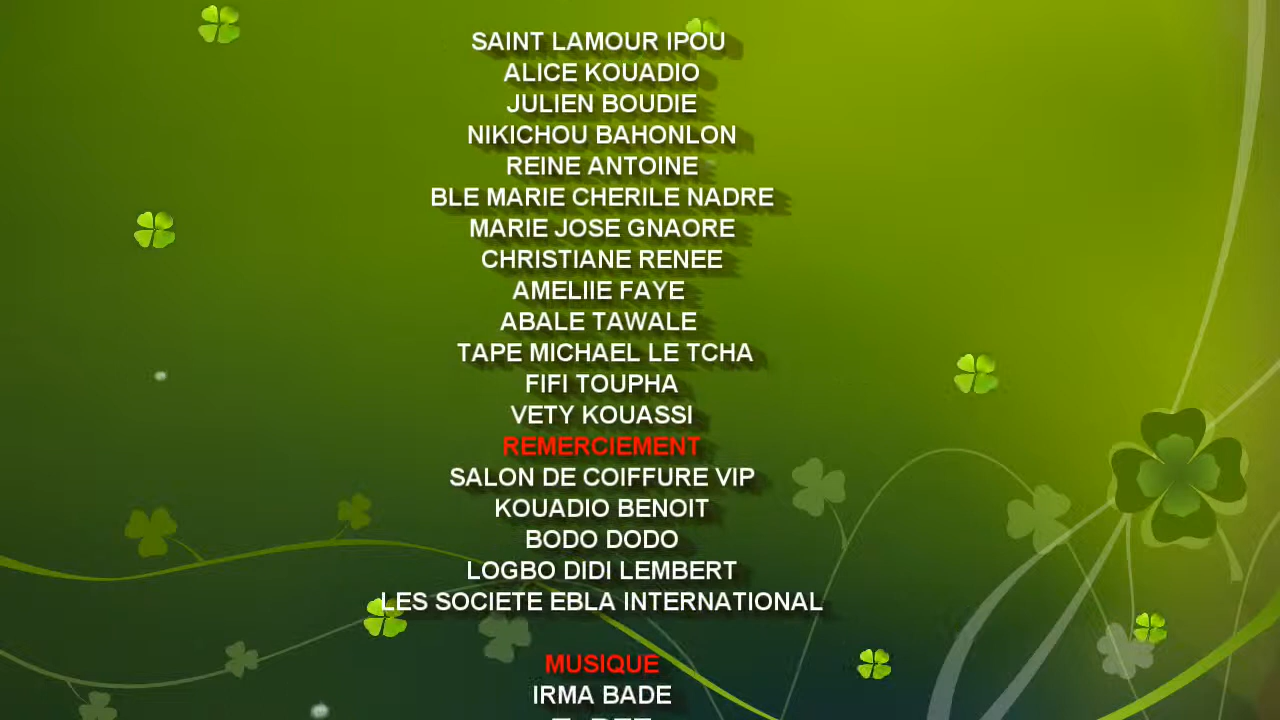 SAINT LAMOUR IPOU
ALICE KOUADIO
JULIEN BOUDIE
NIKICHOU BAHONLON
REINE ANTOINE
BLE MARIE CHERILE NADRE
MARIE JOSE GNAORE
CHRISTIANE RENEE
AMELIIE FAYE
ABALE TAWALE
TAPE MICHAEL LE TCHA
FIFI TOUPHA
VETY KOUASSI
REMERCIEMENT
SALON DE COIFFURE VIP
KOUADIO BENOIT
BODO DODO
LOGBO DIDI LEMBERT
LES SOCIETE EBLA INTERNATIONAL
MUSIQUE
IRMA BADE